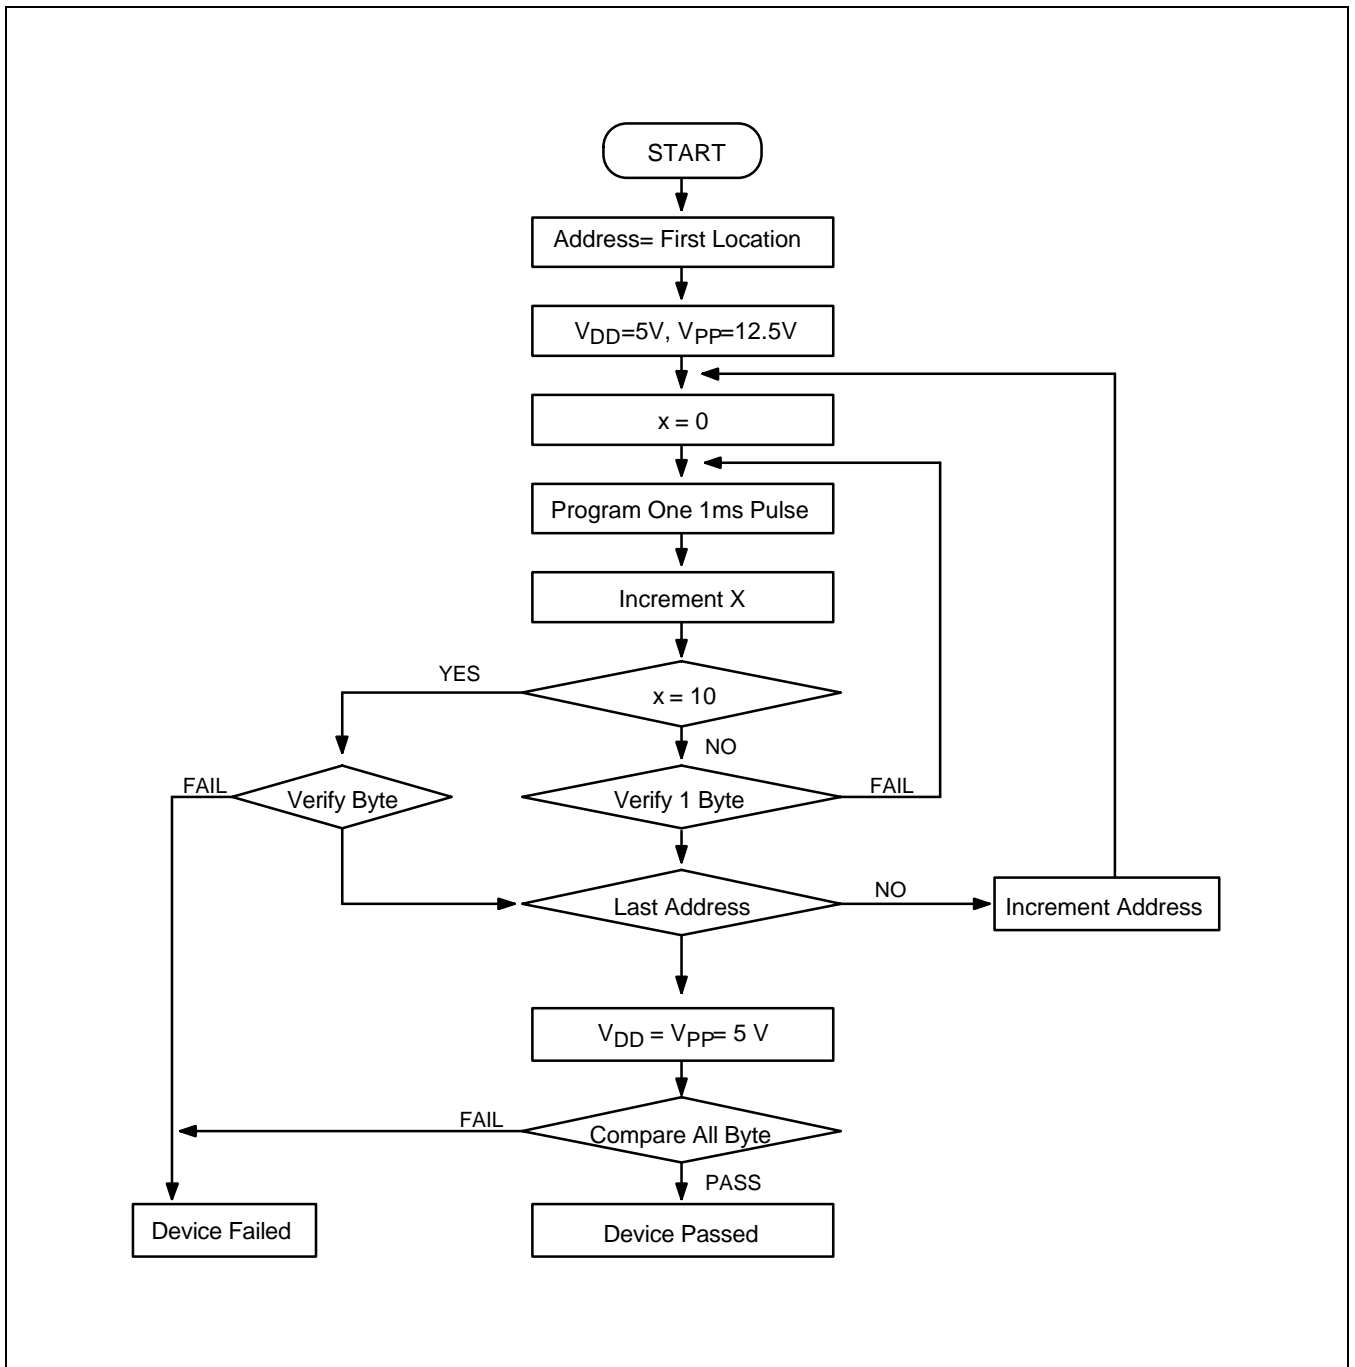 START
Address= First Location
VDD=5V, VPP=12.5V
x = 0
Program One 1ms Pulse
Increment X
YES
x = 10
NO
FAIL
Verify Byte
Verify 1 Byte
FAIL
Last Address
NO
Increment Address
VDD = VPP= 5 V
FAIL
Compare All Byte
PASS
Device Failed
Device Passed